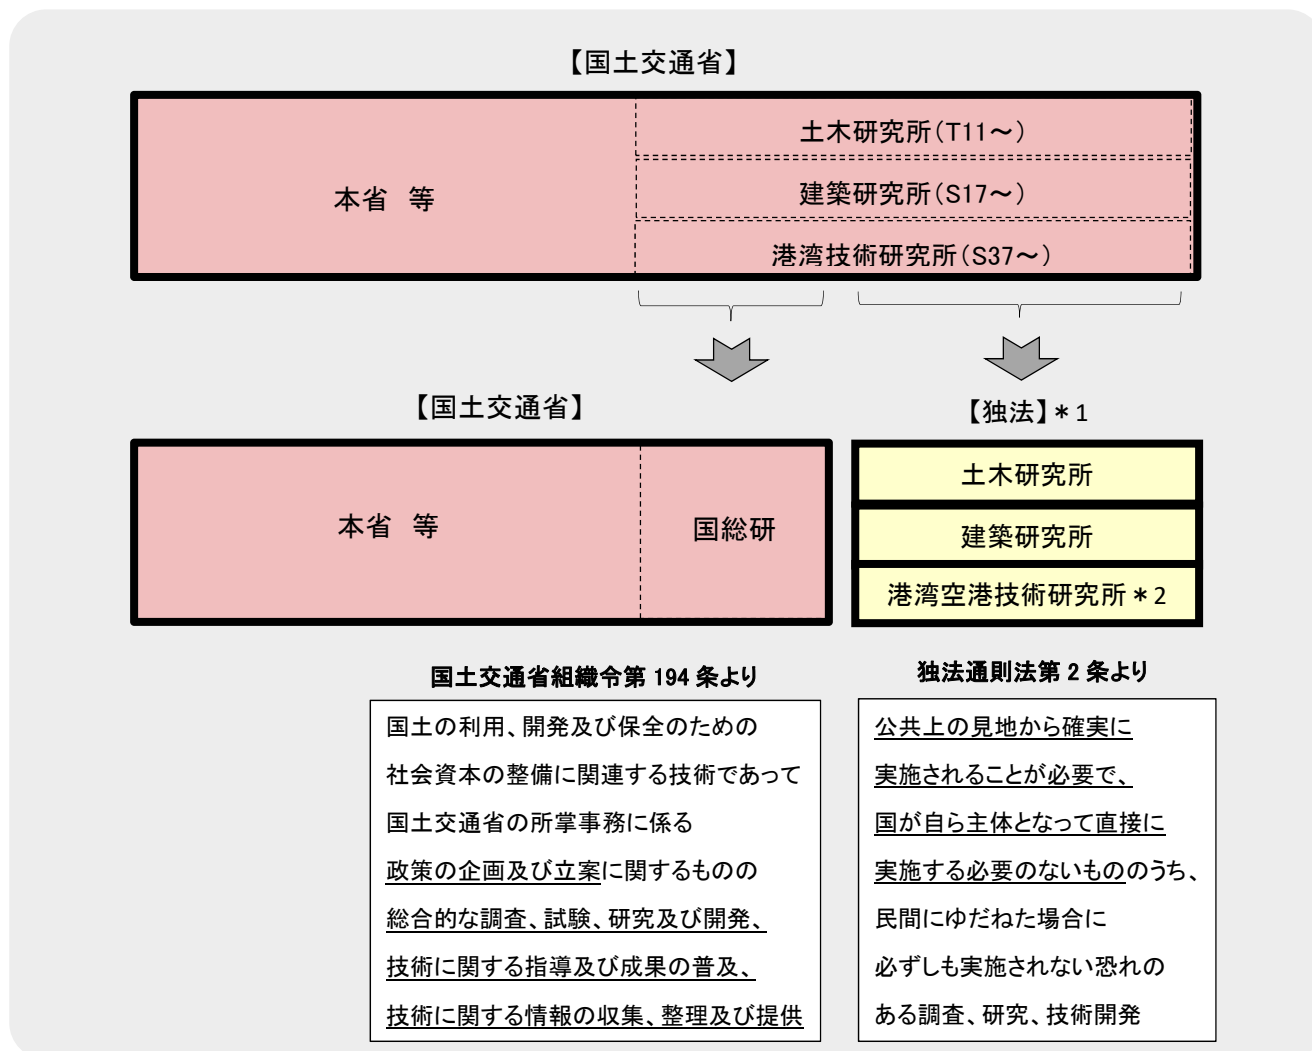 【国土交通省】
本省 等
土木研究所(T11～)
建築研究所(S17～)
港湾技術研究所(S37～)
【国土交通省】
【独法】＊1
本省 等
国総研
土木研究所
建築研究所
港湾空港技術研究所＊2
国土交通省組織令第 194 条より
国土の利用、開発及び保全のための
社会資本の整備に関連する技術であって
国土交通省の所掌事務に係る
政策の企画及び立案に関するものの
総合的な調査、試験、研究及び開発、
技術に関する指導及び成果の普及、
技術に関する情報の収集、整理及び提供
独法通則法第 2 条より
公共上の見地から確実に
実施されることが必要で、
国が自ら主体となって直接に
実施する必要のないもののうち、
民間にゆだねた場合に
必ずしも実施されない恐れの
ある調査、研究、技術開発